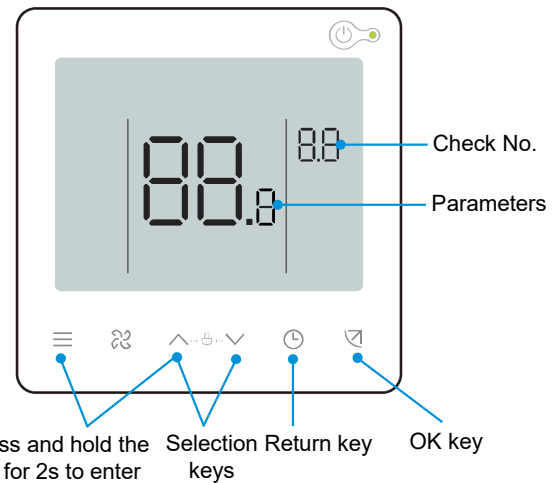 8.8
88.8
Check No.
Parameters
ss and hold the
for 2s to enter
Selection
keys
Return key
OK key